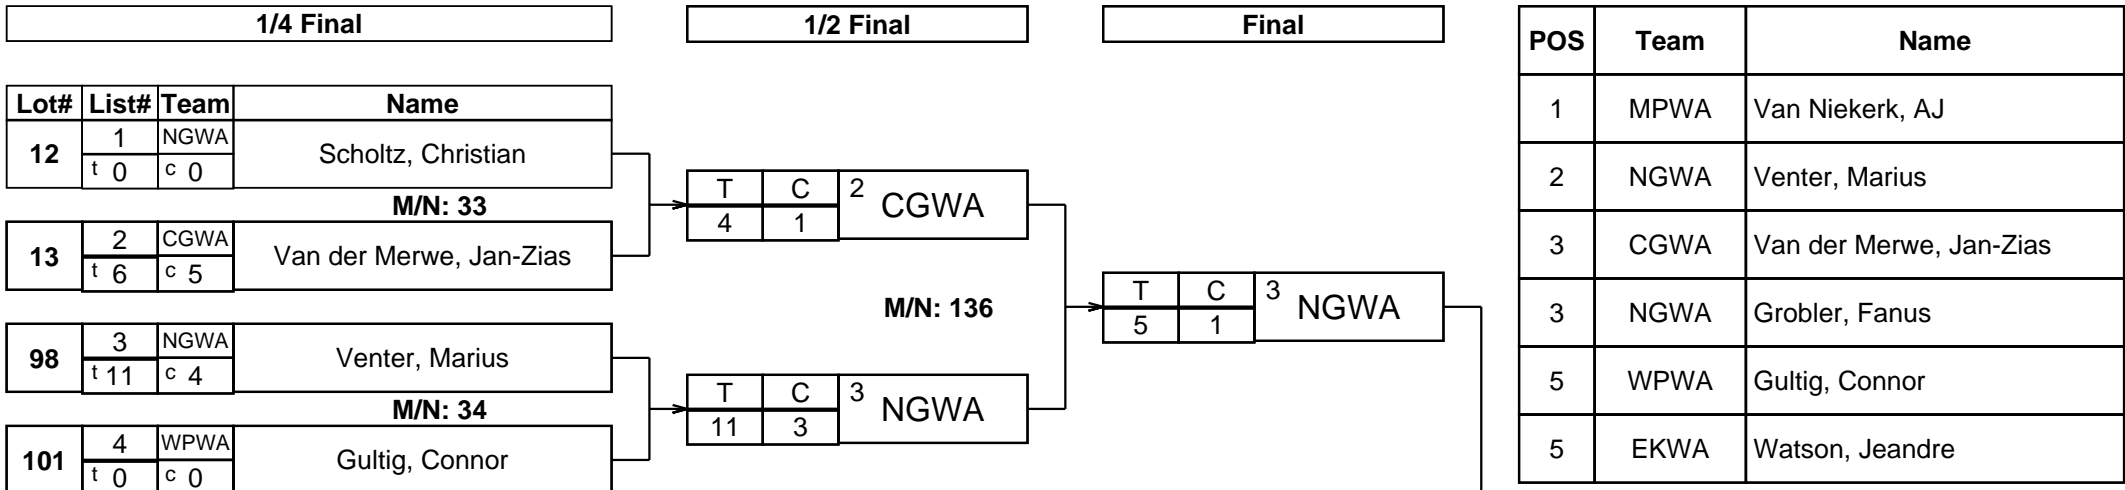 1/4 Final 1/2 Final Final
POS Team Name
Lot# List# Team Name
12 1 NGWA Scholtz, Christian
t 0 c 0
M/N: 33
13 2 CGWA Van der Merwe, Jan-Zias
t 6 c 5
98 3 NGWA Venter, Marius
t 11 c 4
M/N: 34
101 4 WPWA Gultig, Connor
t 0 c 0
T C 2 CGWA
4 1
M/N: 136
T C 3 NGWA
11 3
T C 3 NGWA
5 1
1 MPWA Van Niekerk, AJ
2 NGWA Venter, Marius
3 CGWA Van der Merwe, Jan-Zias
3 NGWA Grobler, Fanus
5 WPWA Gultig, Connor
5 EKWA Watson, Jeandre